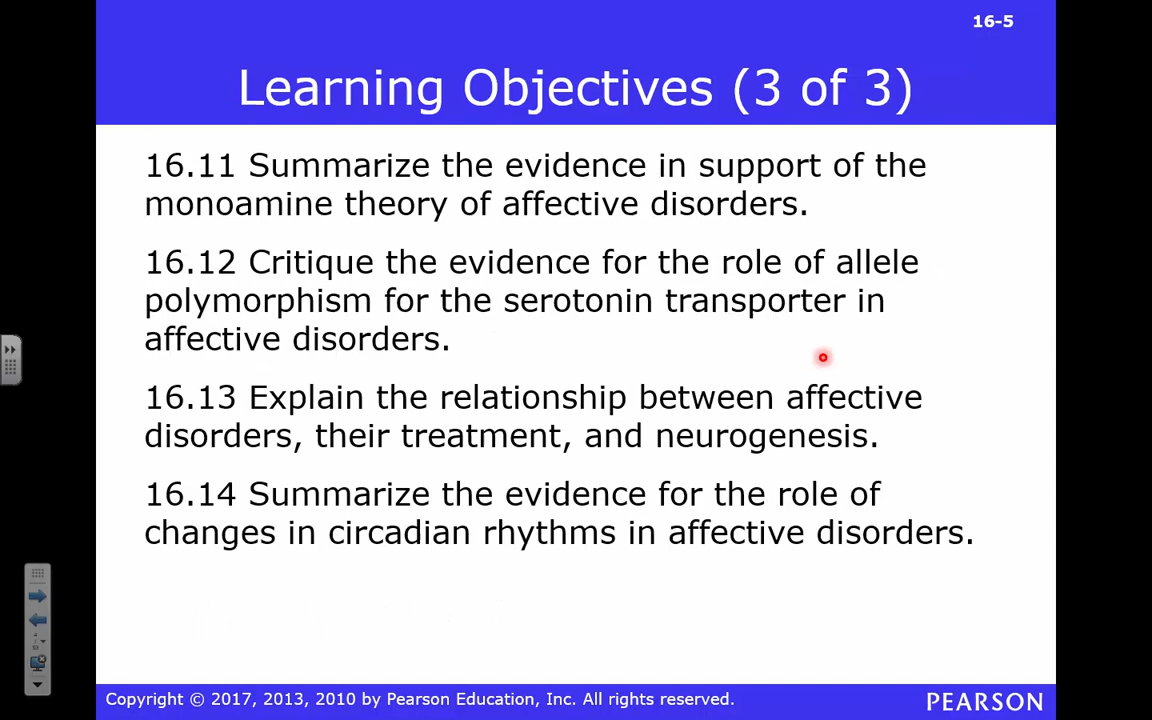 16-5
Learning Objectives (3 of 3)
16.11 Summarize the evidence in support of the
monoamine theory of affective disorders.
16.12 Critique the evidence for the role of allele
polymorphism for the serotonin transporter in
affective disorders.
16.13 Explain the relationship between affective
disorders, their treatment, and neurogenesis.
16.14 Summarize the evidence for the role of
changes in circadian rhythms in affective disorders.
Copyright © 2017, 2013, 2010 by Pearson Education, Inc. All rights reserved.
PEARSON